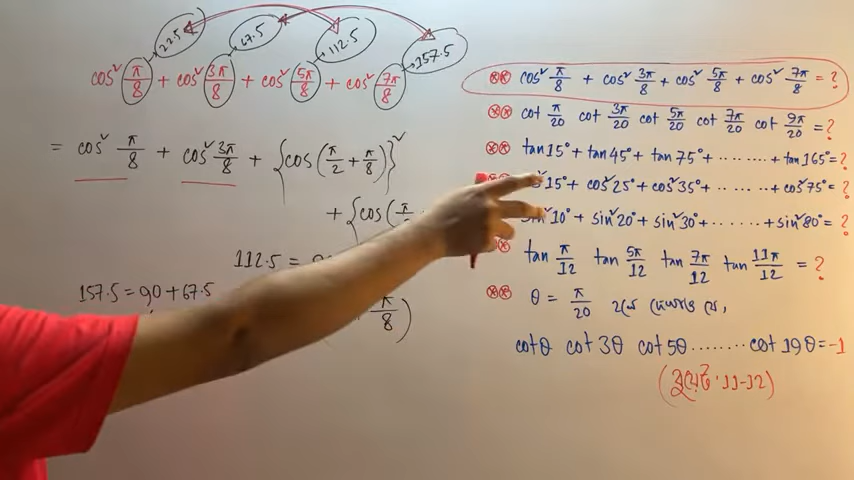 22.5 67.5 112.5 157.5
cos² π/8 + cos² 3π/8 + cos² 5π/8 + cos² 7π/8
= cos² π/8 + cos² 3π/8 + {cos (π/2 + π/8)}²
+ {cos (π/
112.5 = 9
157.5 = 90 + 67.5
π/8 )
⊗⊗ cos² π/8 + cos² 3π/8 + cos² 5π/8 + cos² 7π/8 = ?
⊗⊗ cot π/20 cot 3π/20 cot 5π/20 cot 7π/20 cot 9π/20 = ?
⊗⊗ tan 15° + tan 45° + tan 75° + ........ + tan 165° = ?
15° + cos² 25° + cos² 35° + ....... + cos² 75° = ?
sin² 10° + sin² 20° + sin² 30° + ....... + sin² 80° = ?
⊗ tan π/12 tan 5π/12 tan 7π/12 tan 11π/12 = ?
⊗⊗ θ = π/20 হলে দেখাও যে,
cot θ cot 3θ cot 5θ ........ cot 19θ = -1
11-12)